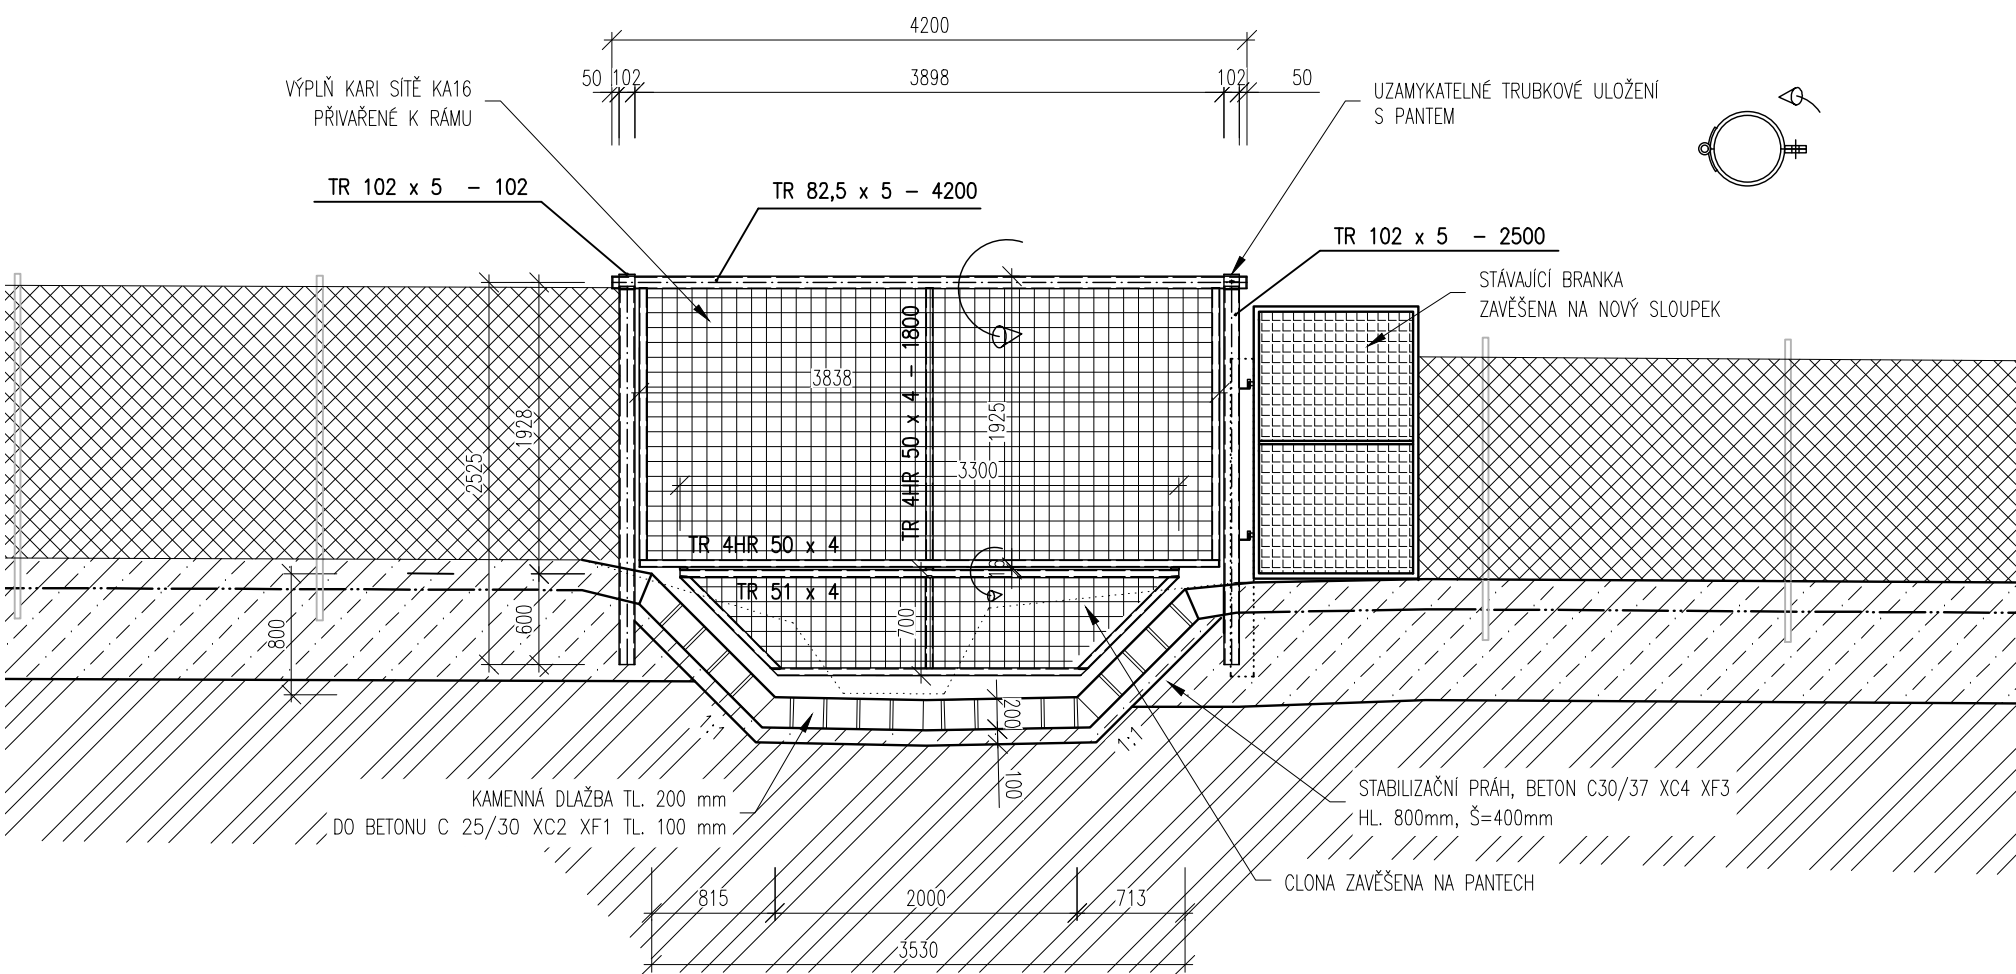 4200
50 102 3898 102 50
VÝPLŇ KARI SÍTĚ KA16
PŘIVAŘENÉ K RÁMU
UZAMYKATELNÉ TRUBKOVÉ ULOŽENÍ
S PANTEM
TR 102 x 5 - 102
TR 82,5 x 5 - 4200
TR 102 x 5 - 2500
STÁVAJÍCÍ BRANKA
ZAVĚŠENA NA NOVÝ SLOUPEK
3838
TR 4HR 50 x 4 - 1800
1925
1928
2525
3300
TR 4HR 50 x 4
TR 51 x 4
700
600
800
200
100
1:1
1:1
KAMENNÁ DLAŽBA TL. 200 mm
DO BETONU C 25/30 XC2 XF1 TL. 100 mm
STABILIZAČNÍ PRÁH, BETON C30/37 XC4 XF3
HL. 800mm, Š=400mm
CLONA ZAVĚŠENA NA PANTECH
815 2000 713
3530